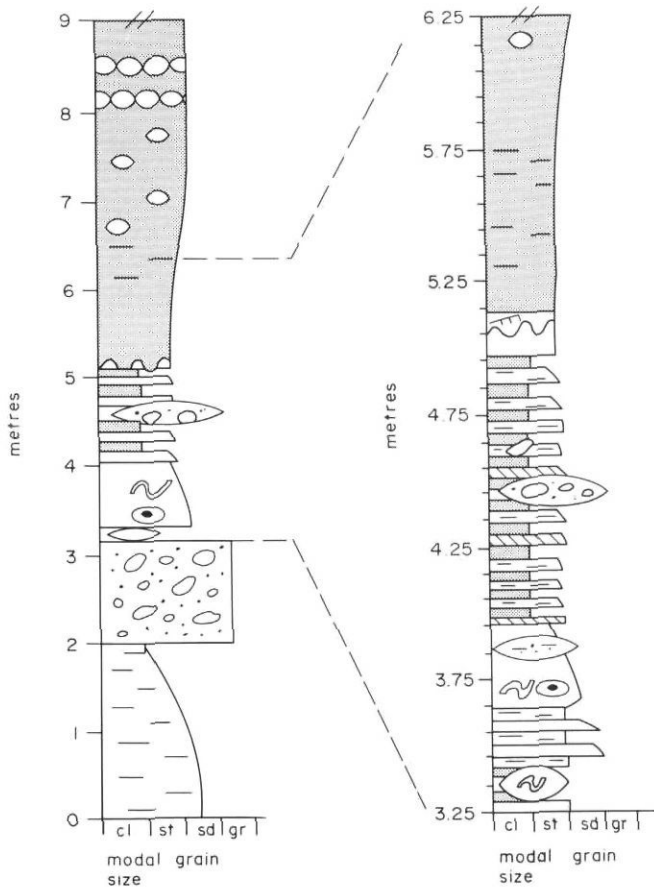 9
8
7
6
5
4
3
2
1
0
metres
cl st sd gr
modal grain
size
6.25
5.75
5.25
4.75
4.25
3.75
3.25
metres
cl st sd gr
modal grain
size